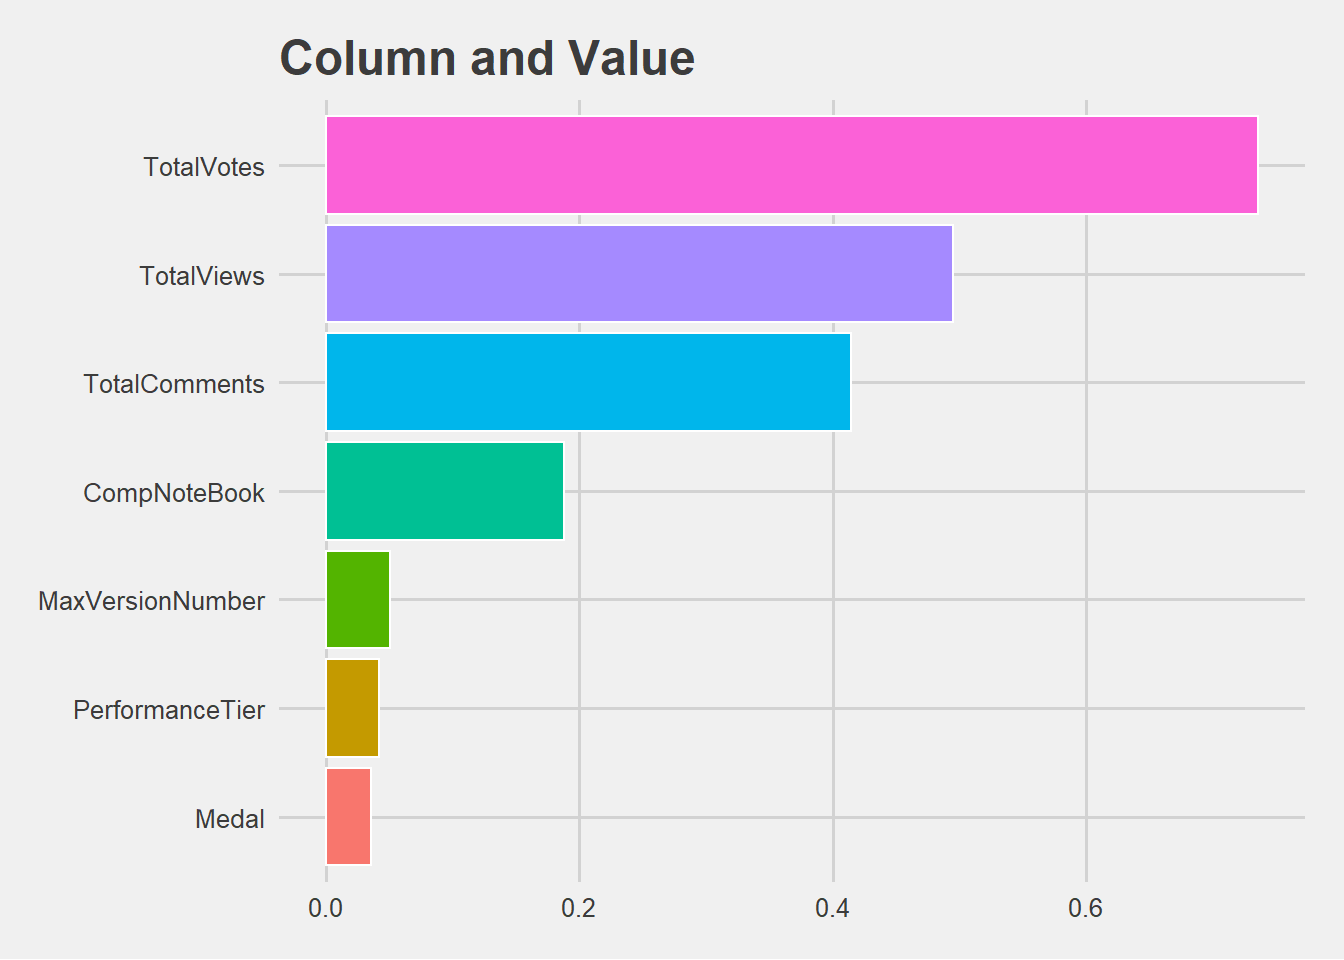 Column and Value
TotalVotes
TotalViews
TotalComments
CompNoteBook
MaxVersionNumber
PerformanceTier
Medal
0.0 0.2 0.4 0.6